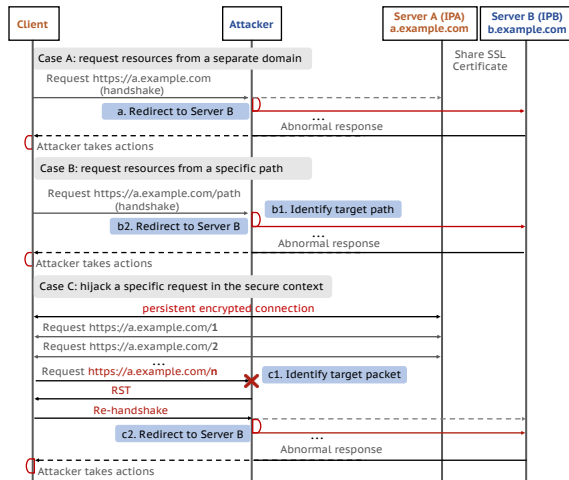 Client
Attacker
Server A (IPA)
a.example.com
Server B (IPB)
b.example.com
Case A: request resources from a separate domain
Share SSL
Certificate
Request https://a.example.com
(handshake)
a. Redirect to Server B
...
Abnormal response
Attacker takes actions
Case B: request resources from a specific path
Request https://a.example.com/path
(handshake)
b1. Identify target path
b2. Redirect to Server B
...
Abnormal response
Attacker takes actions
Case C: hijack a specific request in the secure context
persistent encrypted connection
Request https://a.example.com/1
Request https://a.example.com/2
...
Request https://a.example.com/n
c1. Identify target packet
RST
Re-handshake
c2. Redirect to Server B
...
Abnormal response
Attacker takes actions